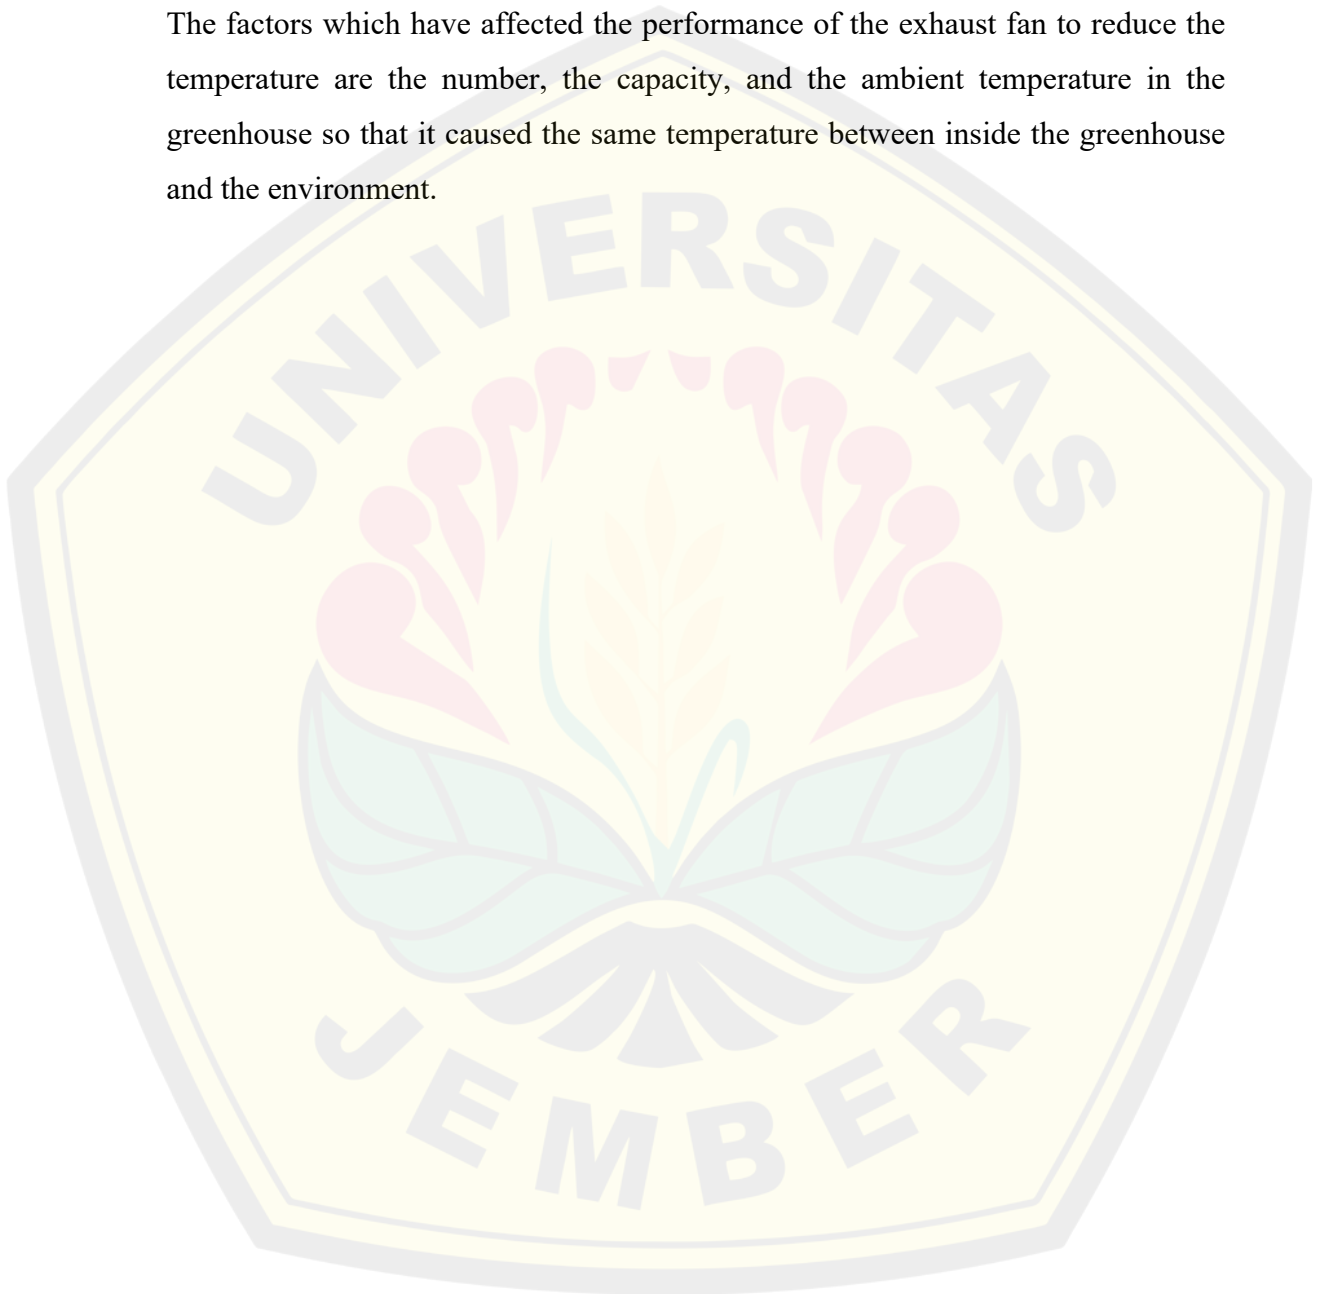 The factors which have affected the performance of the exhaust fan to reduce the
temperature are the number, the capacity, and the ambient temperature in the
greenhouse so that it caused the same temperature between inside the greenhouse
and the environment.
UNIVERSITAS
JEMBER